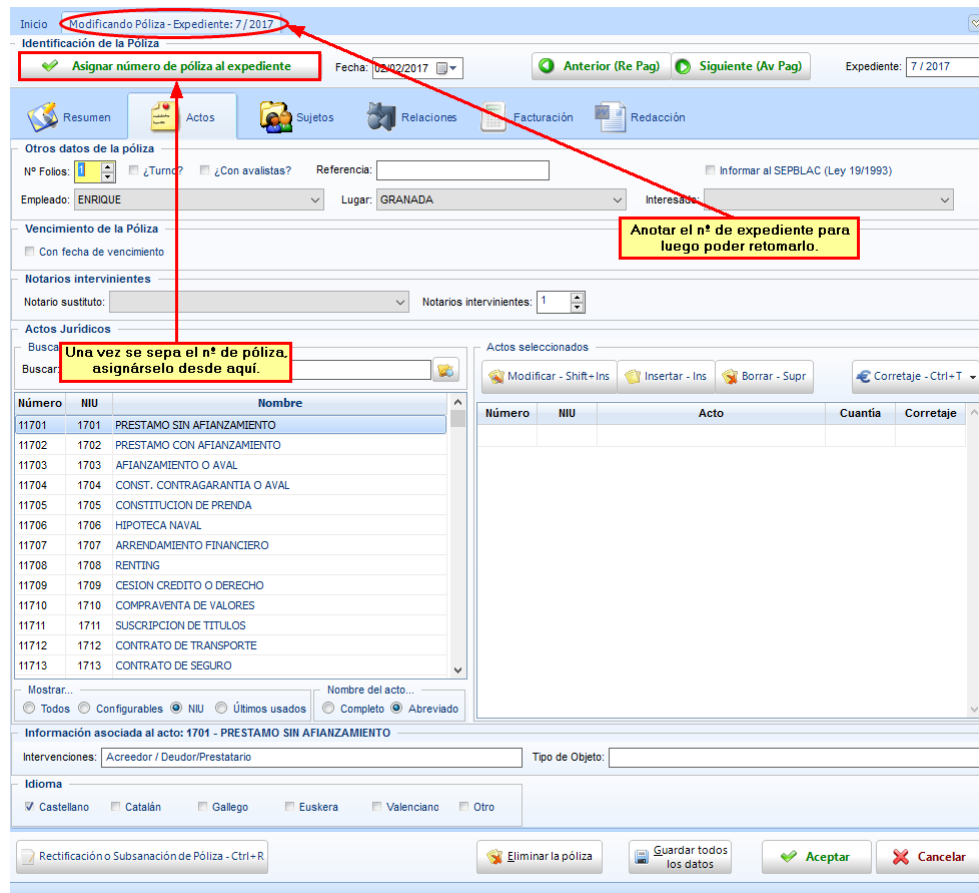 Inicio
Modificando Póliza - Expediente: 7 / 2017
Identificación de la Póliza
Asignar número de póliza al expediente
Fecha: 02/02/2017
Anterior (Re Pag)
Siguiente (Av Pag)
Expediente: 7 / 2017
Resumen
Actos
Sujetos
Relaciones
Facturación
Redacción
Otros datos de la póliza
Nº Folios: 1
¿Turno?
¿Con avalistas?
Referencia:
Informar al SEPBLAC (Ley 19/1993)
Empleado: ENRIQUE
Lugar: GRANADA
Interesado:
Anotar el nº de expediente para
luego poder retomarlo.
Vencimiento de la Póliza
Con fecha de vencimiento
Notarios intervinientes
Notario sustituto:
Notarios intervinientes: 1
Actos Jurídicos
Una vez se sepa el nº de póliza,
asignárselo desde aquí.
Buscar:
Número NIU Nombre
11701 1701 PRESTAMO SIN AFIANZAMIENTO
11702 1702 PRESTAMO CON AFIANZAMIENTO
11703 1703 AFIANZAMIENTO O AVAL
11704 1704 CONST. CONTRAGARANTIA O AVAL
11705 1705 CONSTITUCION DE PRENDA
11706 1706 HIPOTECA NAVAL
11707 1707 ARRENDAMIENTO FINANCIERO
11708 1708 RENTING
11709 1709 CESION CREDITO O DERECHO
11710 1710 COMPRAVENTA DE VALORES
11711 1711 SUSCRIPCION DE TITULOS
11712 1712 CONTRATO DE TRANSPORTE
11713 1713 CONTRATO DE SEGURO
Actos seleccionados
Modificar - Shift+Ins
Insertar - Ins
Borrar - Supr
Corretaje - Ctrl+T
Número NIU Acto Cuantía Corretaje
Mostrar...
Todos Configurables NIU Últimos usados
Nombre del acto...
Completo Abreviado
Información asociada al acto: 1701 - PRESTAMO SIN AFIANZAMIENTO
Intervenciones: Acreedor / Deudor/Prestatario
Tipo de Objeto:
Idioma
Castellano Catalán Gallego Euskera Valenciano Otro
Rectificación o Subsanación de Póliza - Ctrl+R
Eliminar la póliza
Guardar todos
los datos
Aceptar
Cancelar